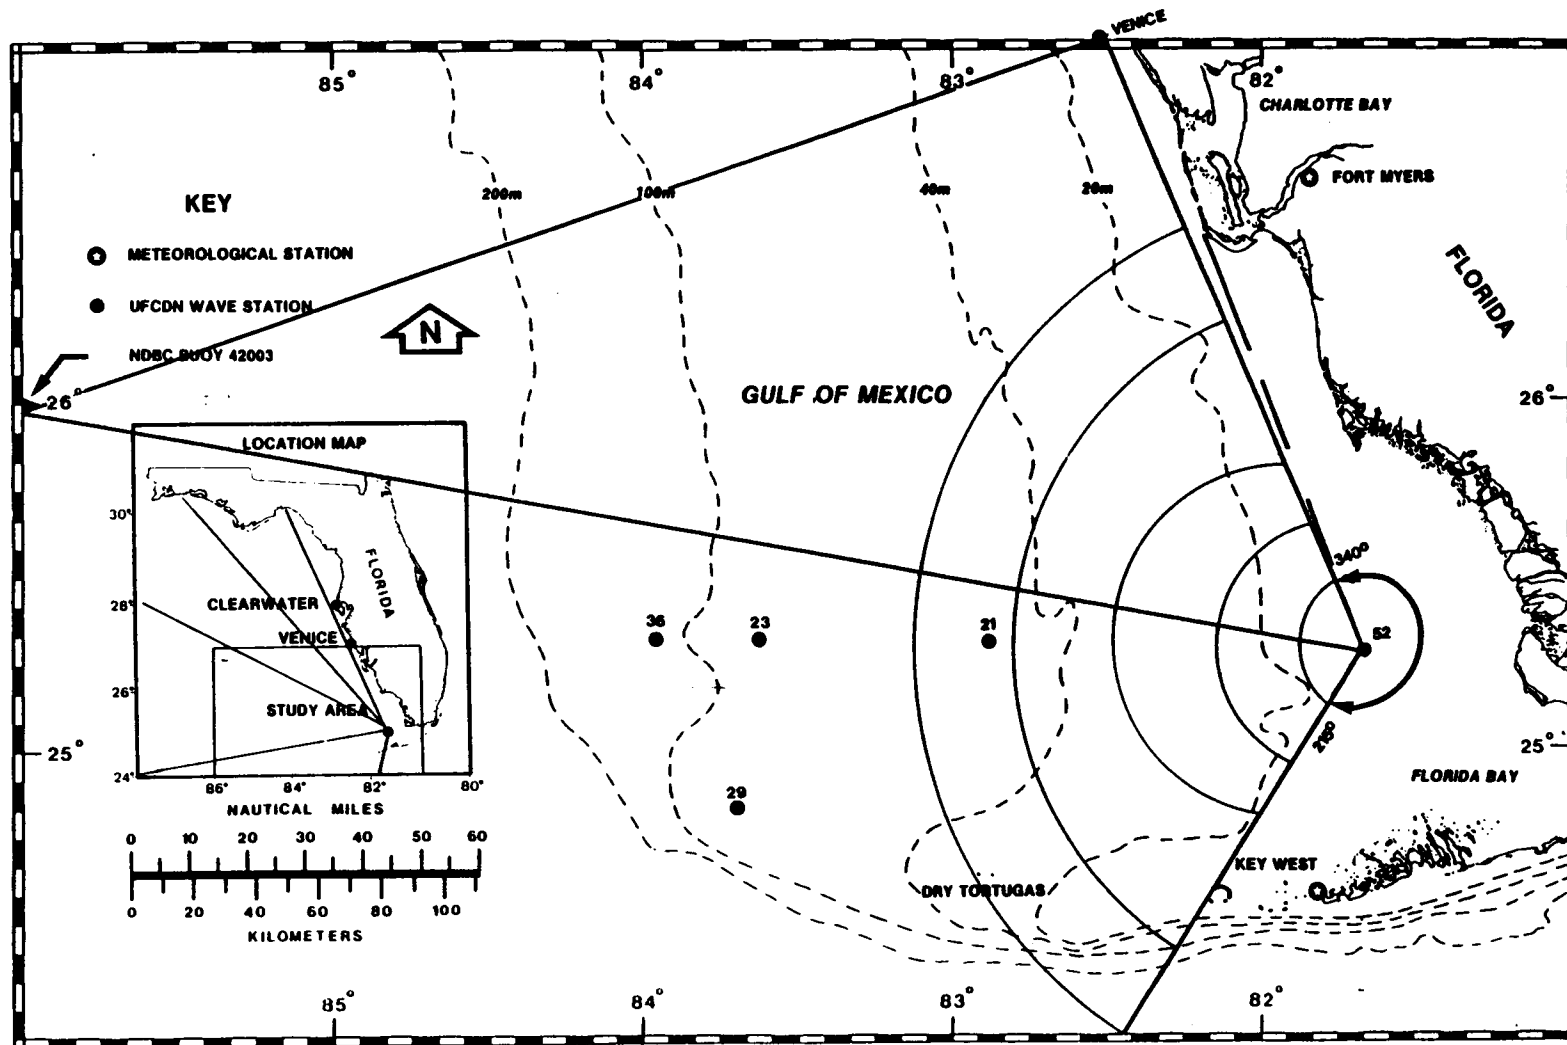 VENICE
85°
84°
83°
82°
CHARLOTTE BAY
FORT MYERS
200m
100m
40m
20m
KEY
METEOROLOGICAL STATION
UFCDN WAVE STATION
NDBC BUOY 42003
N
FLORIDA
26°
GULF OF MEXICO
26°
LOCATION MAP
30°
28°
26°
24°
FLORIDA
CLEARWATER
VENICE
STUDY AREA
86°
84°
82°
80°
340°
52
36
23
21
215°
25°
25°
29
FLORIDA BAY
KEY WEST
DRY TORTUGAS
NAUTICAL MILES
0 10 20 30 40 50 60
0 20 40 60 80 100
KILOMETERS
85°
84°
83°
82°